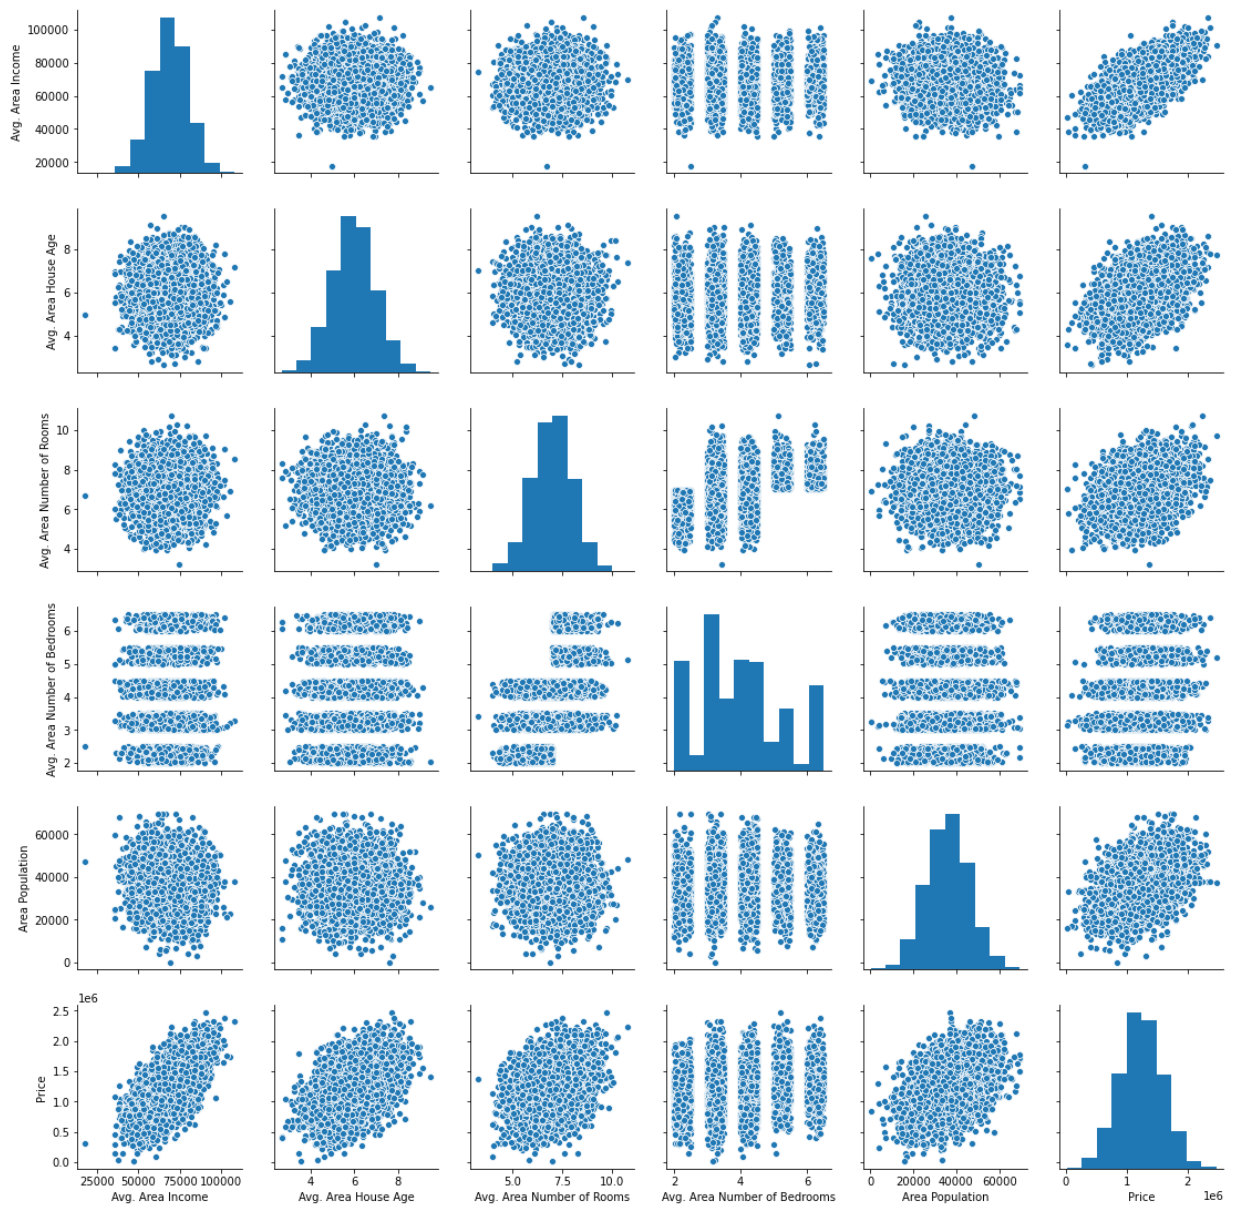 100000
80000
60000
40000
20000
Avg. Area Income
8
6
4
Avg. Area House Age
10
8
6
4
Avg. Area Number of Rooms
6
5
4
3
2
Avg. Area Number of Bedrooms
60000
40000
20000
0
Area Population
1e6
2.5
2.0
1.5
1.0
0.5
0.0
Price
25000 50000 75000 100000
Avg. Area Income
4 6 8
Avg. Area House Age
5.0 7.5 10.0
Avg. Area Number of Rooms
2 4 6
Avg. Area Number of Bedrooms
0 20000 40000 60000
Area Population
0 1 2
1e6
Price